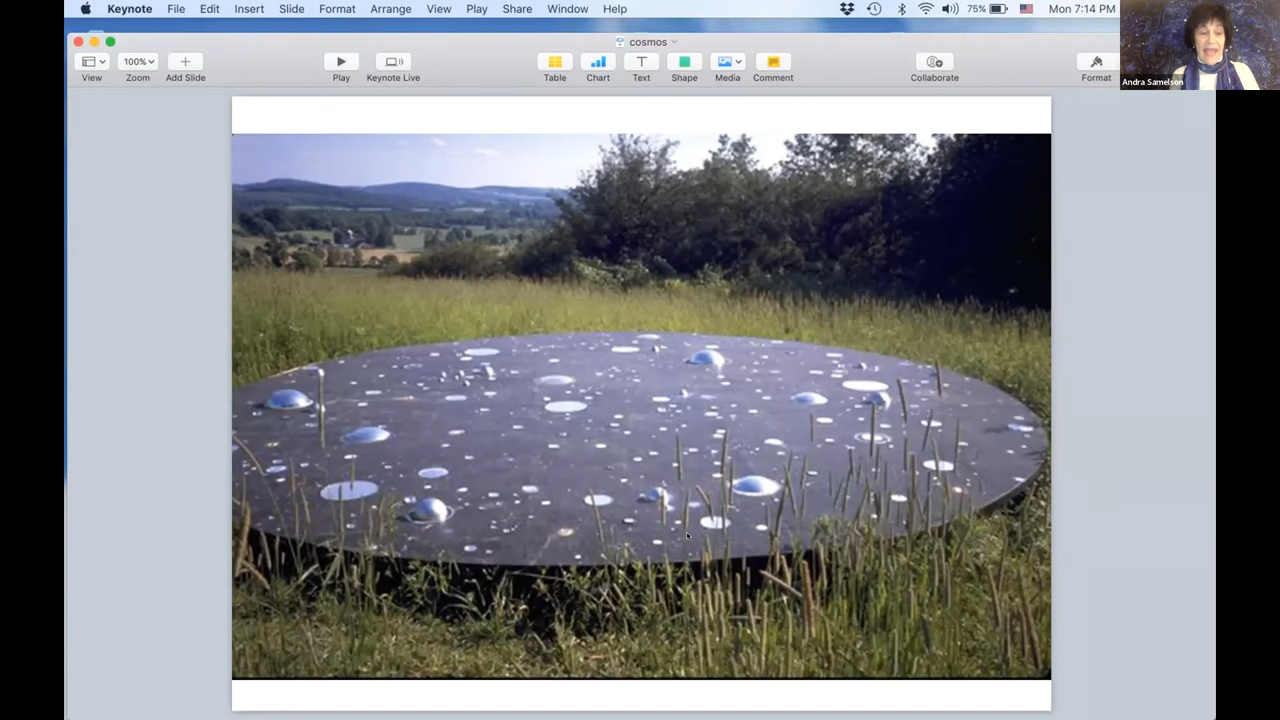 Keynote File Edit Insert Slide Format Arrange View Play Share Window Help 75% Mon 7:14 PM
cosmos
100%
View Zoom Add Slide Play Keynote Live Table Chart Text Shape Media Comment Collaborate Format
Andra Samelson